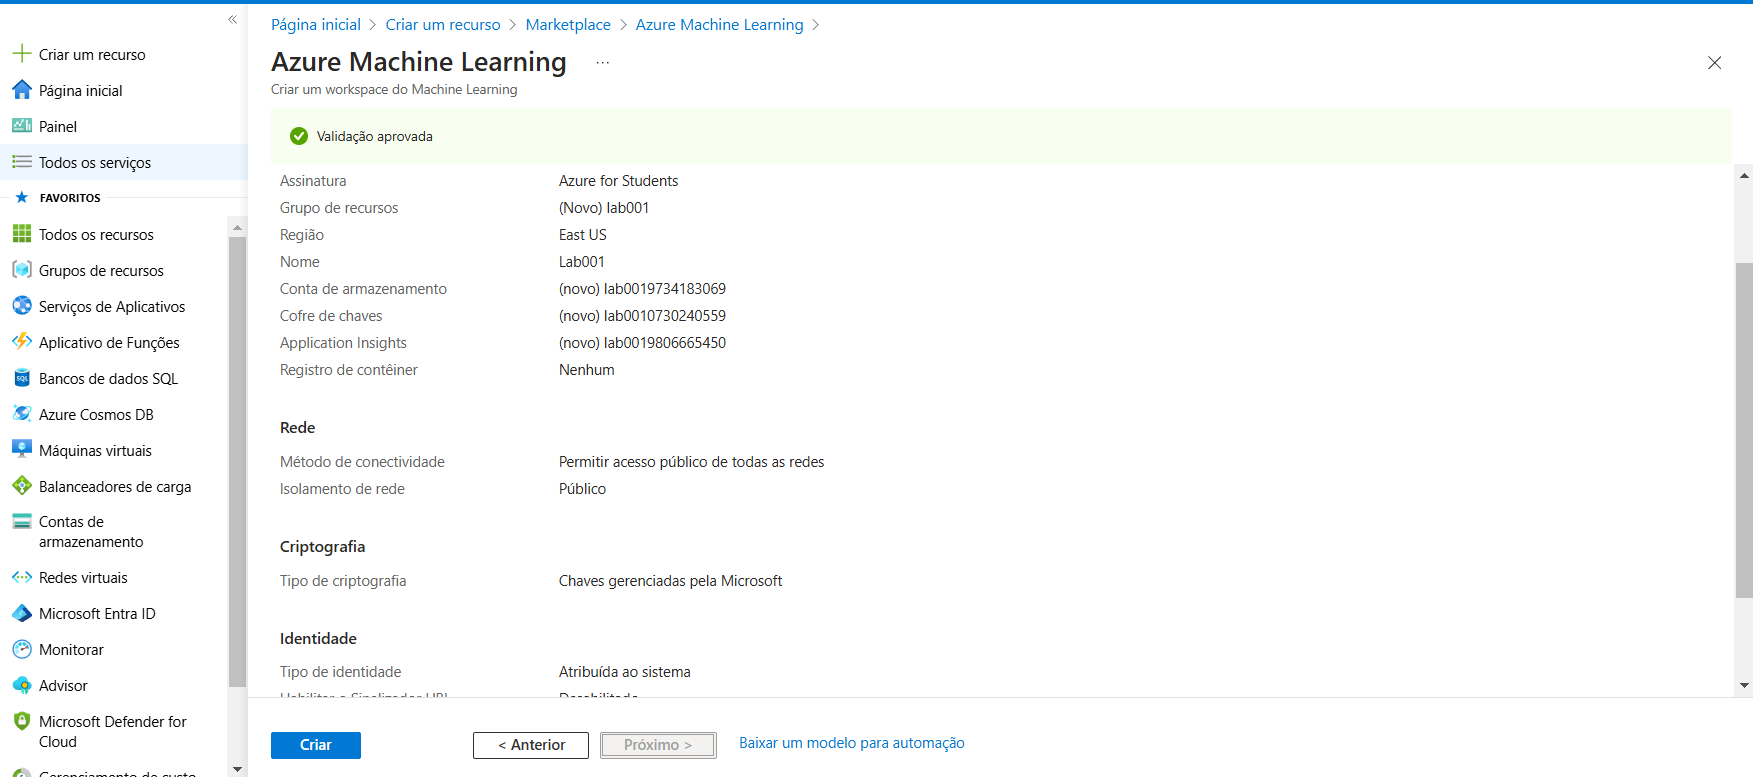 Criar um recurso
Página inicial
Painel
Todos os serviços
FAVORITOS
Todos os recursos
Grupos de recursos
Serviços de Aplicativos
Aplicativo de Funções
Bancos de dados SQL
Azure Cosmos DB
Máquinas virtuais
Balanceadores de carga
Contas de
armazenamento
Redes virtuais
Microsoft Entra ID
Monitorar
Advisor
Microsoft Defender for
Cloud
Gerenciamento de custo
Página inicial > Criar um recurso > Marketplace > Azure Machine Learning >
Azure Machine Learning ...
Criar um workspace do Machine Learning
Validação aprovada
Assinatura Azure for Students
Grupo de recursos (Novo) lab001
Região East US
Nome Lab001
Conta de armazenamento (novo) lab0019734183069
Cofre de chaves (novo) lab0010730240559
Application Insights (novo) lab0019806665450
Registro de contêiner Nenhum
Rede
Método de conectividade Permitir acesso público de todas as redes
Isolamento de rede Público
Criptografia
Tipo de criptografia Chaves gerenciadas pela Microsoft
Identidade
Tipo de identidade Atribuída ao sistema
Habilitar o Sinalizador HBI Desabilitado
Criar < Anterior Próximo > Baixar um modelo para automação